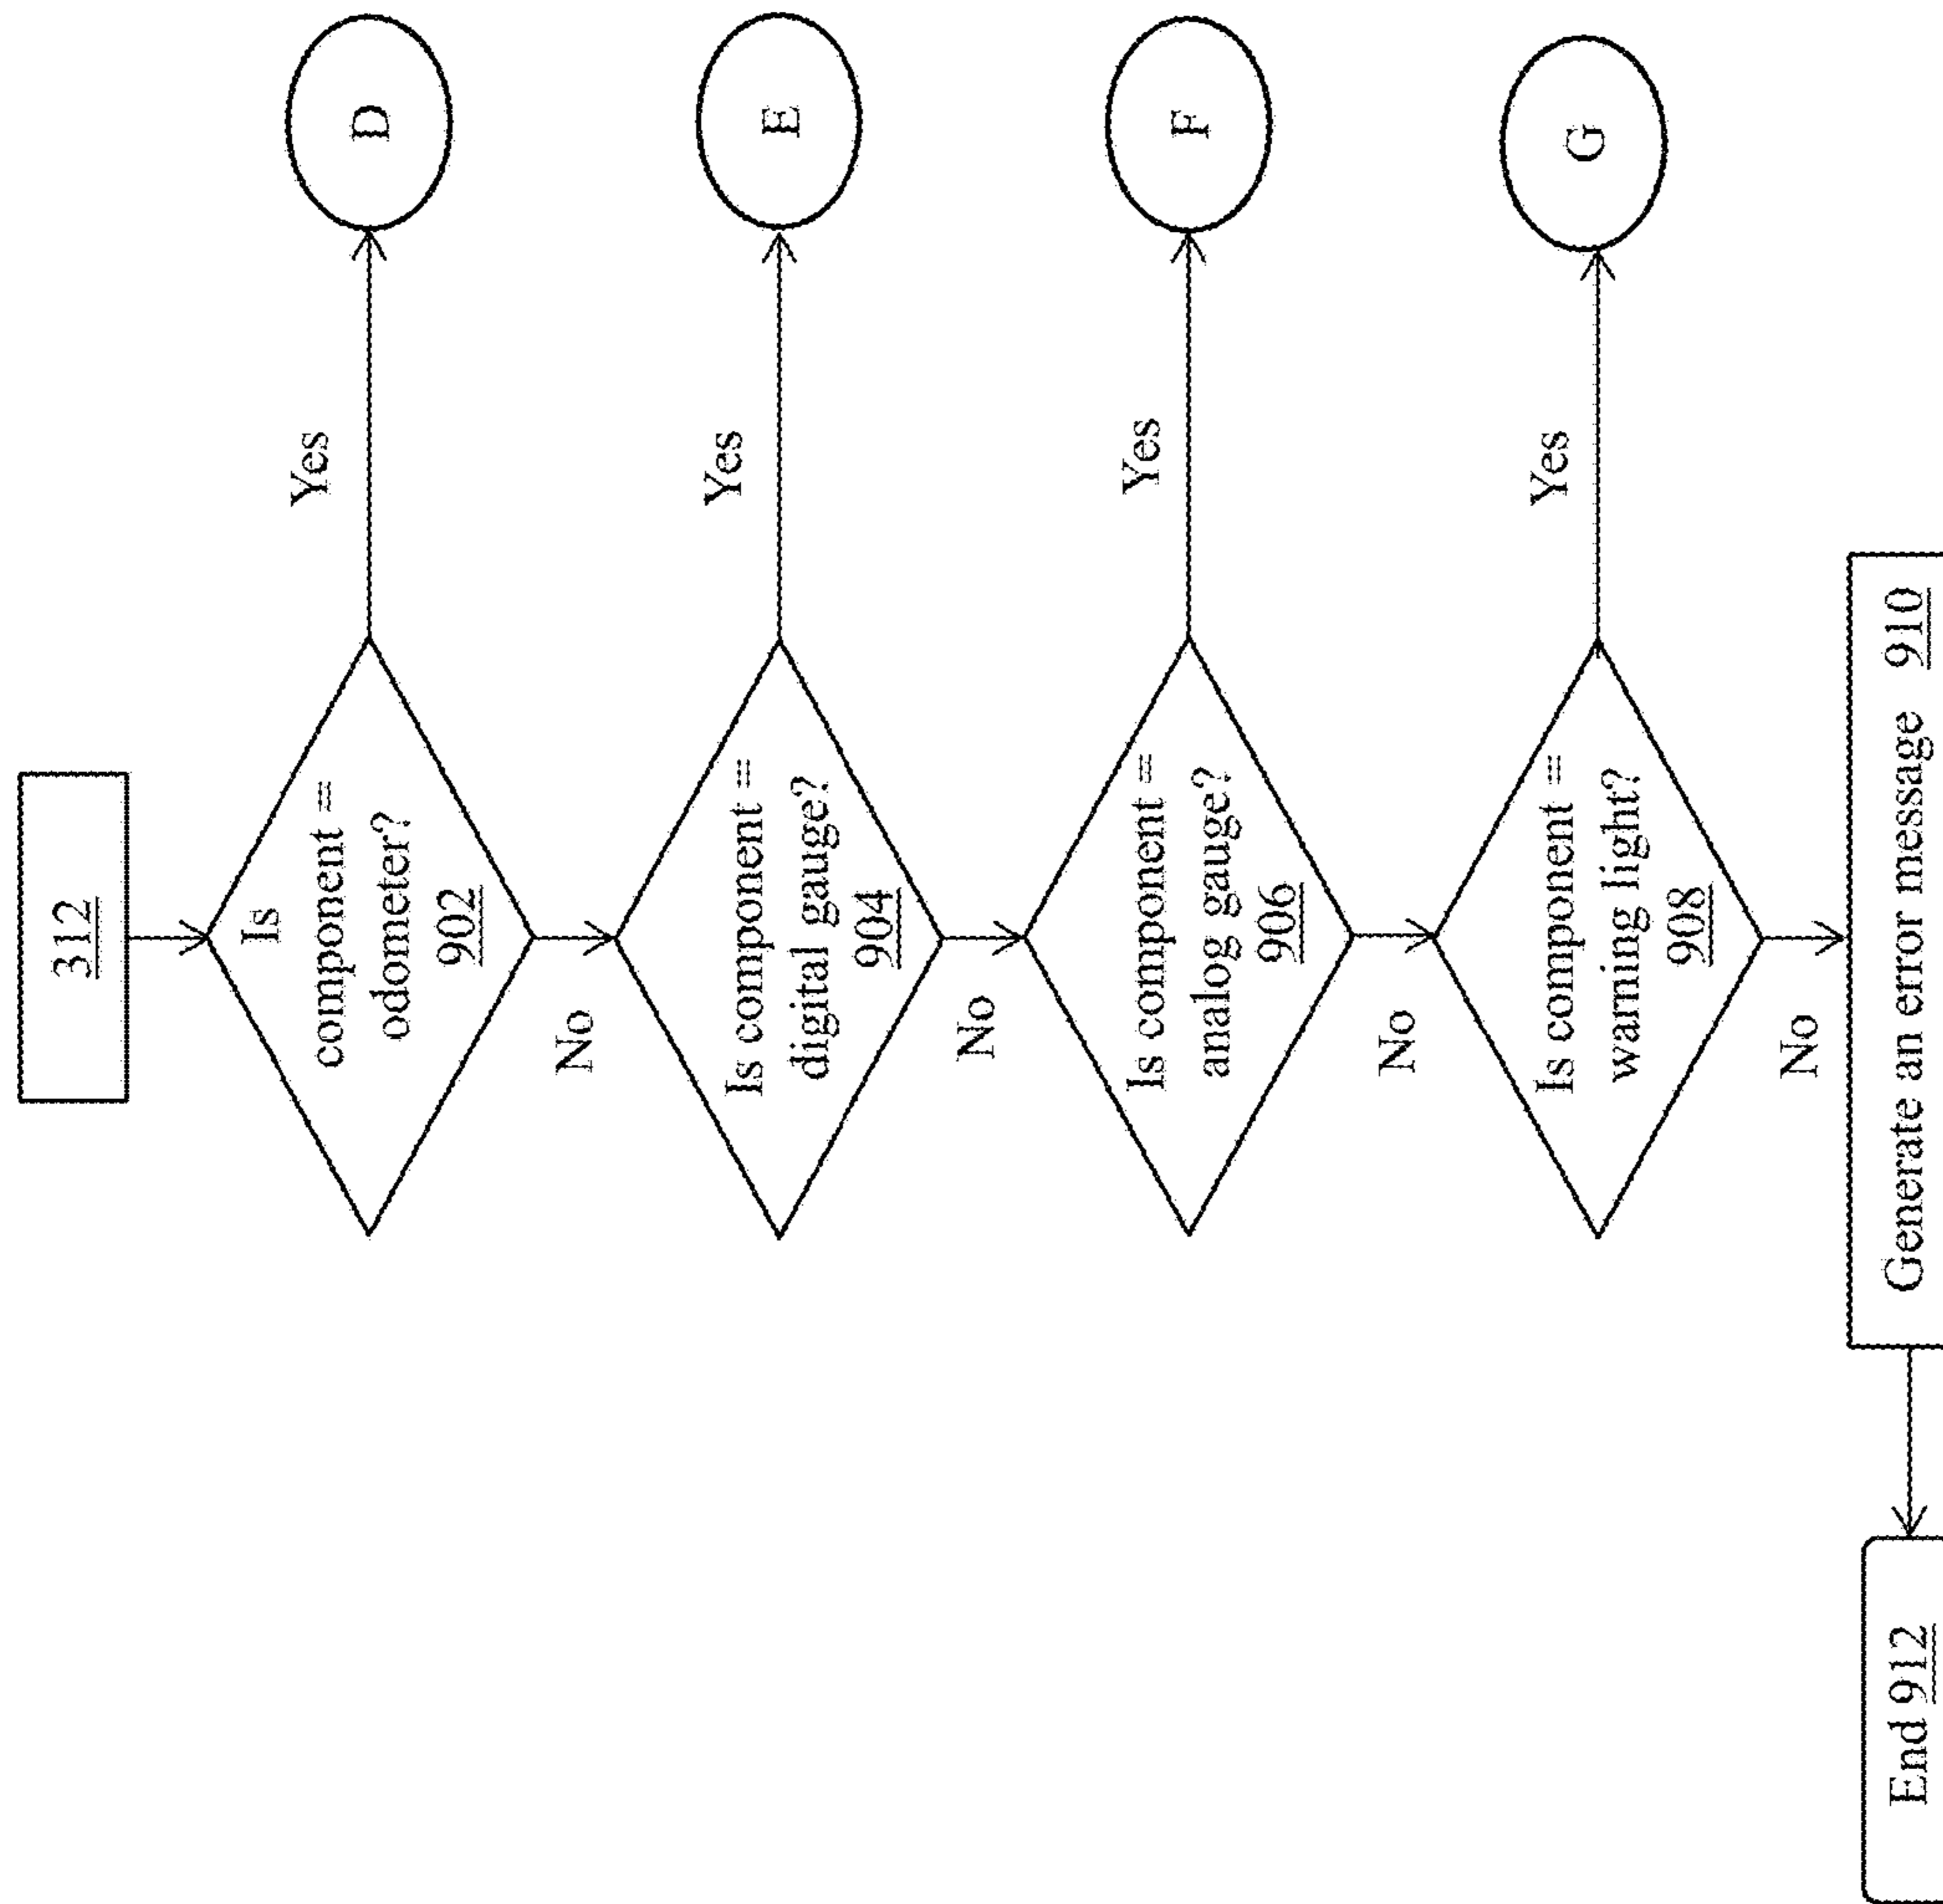 312
Is
component =
odometer?
902
Yes
D
No
Is component =
digital gauge?
904
Yes
E
No
Is component =
analog gauge?
906
Yes
F
No
Is component =
warning light?
908
Yes
G
No
Generate an error message 910
End 912